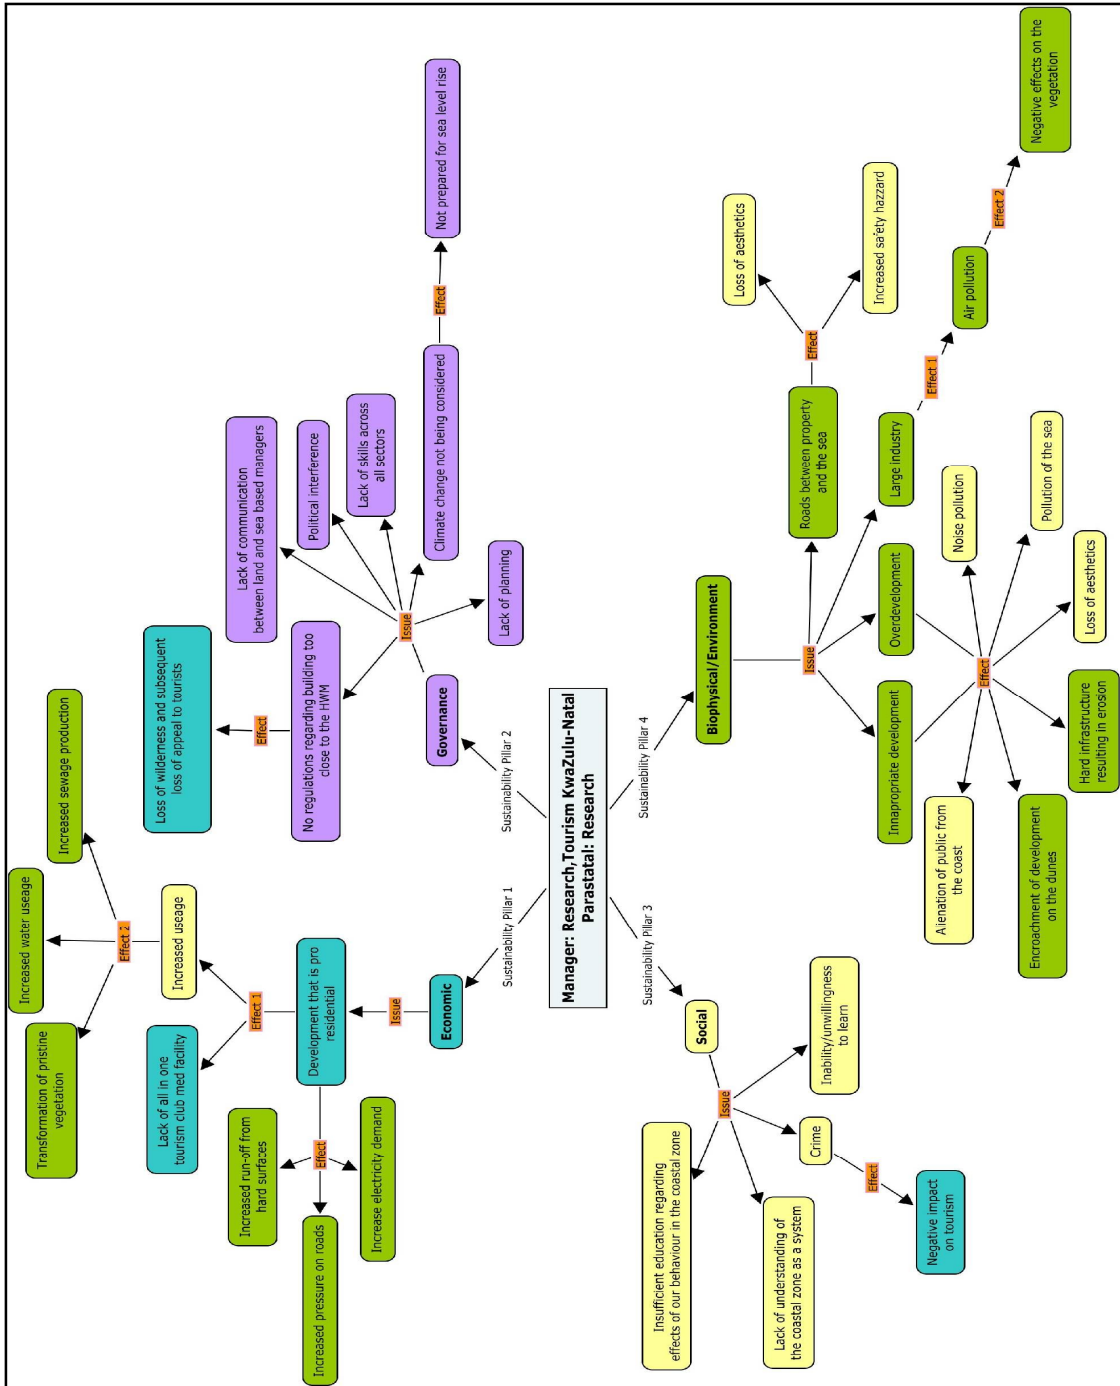 Manager: Research,Tourism KwaZulu-Natal
Parastatal: Research
Sustainability Pillar 1
Economic
Issue
Development that is pro
residential
Effect
Increased run-off from
hard surfaces
Increased pressure on roads
Increase electricity demand
Effect 1
Lack of all in one
tourism club med facility
Increased useage
Effect 2
Transformation of pristine
vegetation
Increased water useage
Increased sewage production
Sustainability Pillar 2
Governance
Issue
No regulations regarding building too
close to the HWM
Effect
Loss of wilderness and subsequent
loss of appeal to tourists
Lack of communication
between land and sea based managers
Political interference
Lack of skills across
all sectors
Climate change not being considered
Effect
Not prepared for sea level rise
Lack of planning
Sustainability Pillar 3
Social
Issue
Insufficient education regarding
effects of our behaviour in the coastal zone
Lack of understanding of
the coastal zone as a system
Crime
Effect
Negative impact
on tourism
Inability/unwillingness
to learn
Sustainability Pillar 4
Biophysical/Environment
Issue
Innapropriate development
Overdevelopment
Large industry
Roads between property
and the sea
Effect
Loss of aesthetics
Increased safety hazzard
Effect 1
Air pollution
Effect 2
Negative effects on the
vegetation
Effect
Alienation of public from
the coast
Encroachment of development
on the dunes
Hard infrastructure
resulting in erosion
Loss of aesthetics
Pollution of the sea
Noise pollution